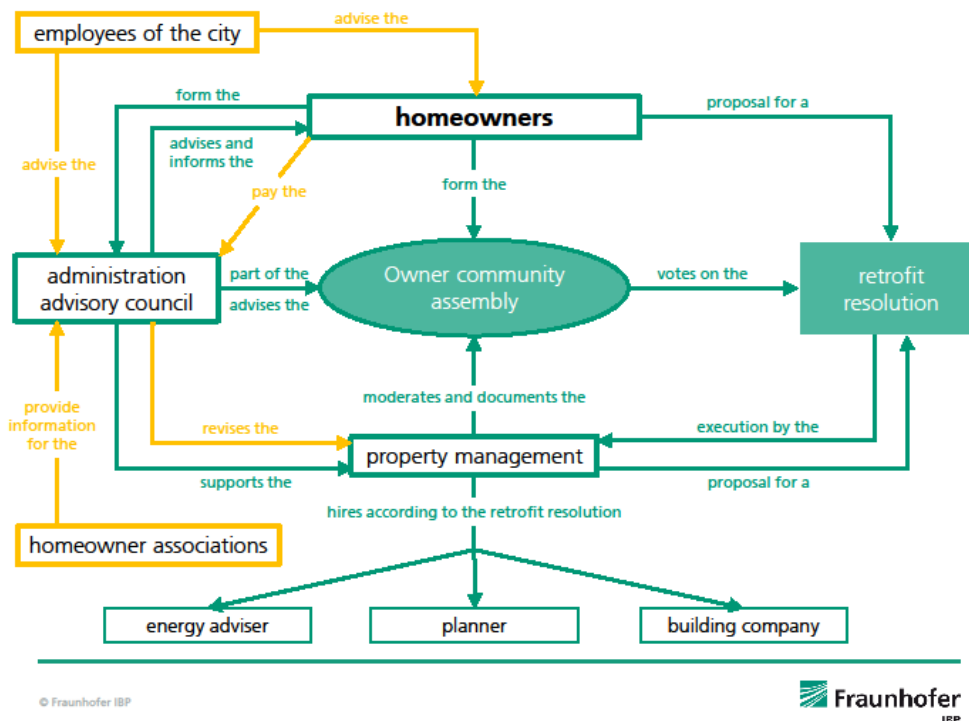 employees of the city
advise the
form the
homeowners
proposal for a
advises and
informs the
advise the
pay the
form the
administration
advisory council
part of the
advises the
Owner community
assembly
votes on the
retrofit
resolution
provide
information
for the
moderates and documents the
revises the
execution by the
property management
supports the
proposal for a
hires according to the retrofit resolution
homeowner associations
energy adviser
planner
building company
© Fraunhofer IBP
Fraunhofer
IBP